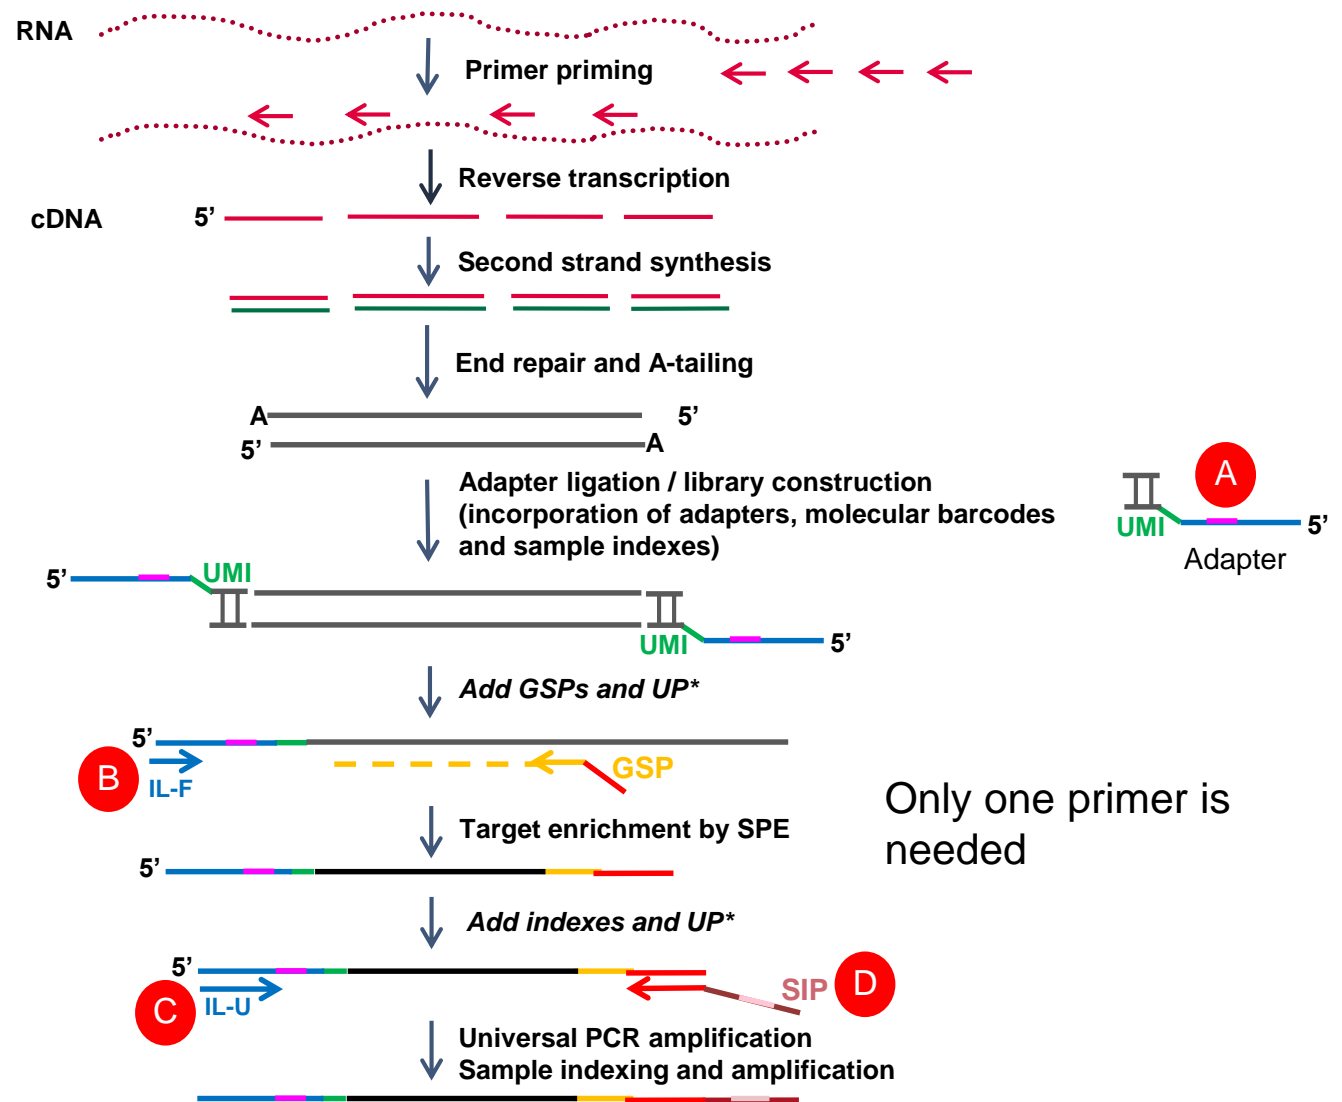 RNA
Primer priming
Reverse transcription
cDNA
5’
Second strand synthesis
End repair and A-tailing
A
5’
5’
A
Adapter ligation / library construction
(incorporation of adapters, molecular barcodes
and sample indexes)
A
UMI
5’
Adapter
5’
UMI
UMI
5’
Add GSPs and UP*
5’
B
IL-F
GSP
Only one primer is
needed
Target enrichment by SPE
5’
Add indexes and UP*
5’
C
IL-U
SIP
D
Universal PCR amplification
Sample indexing and amplification